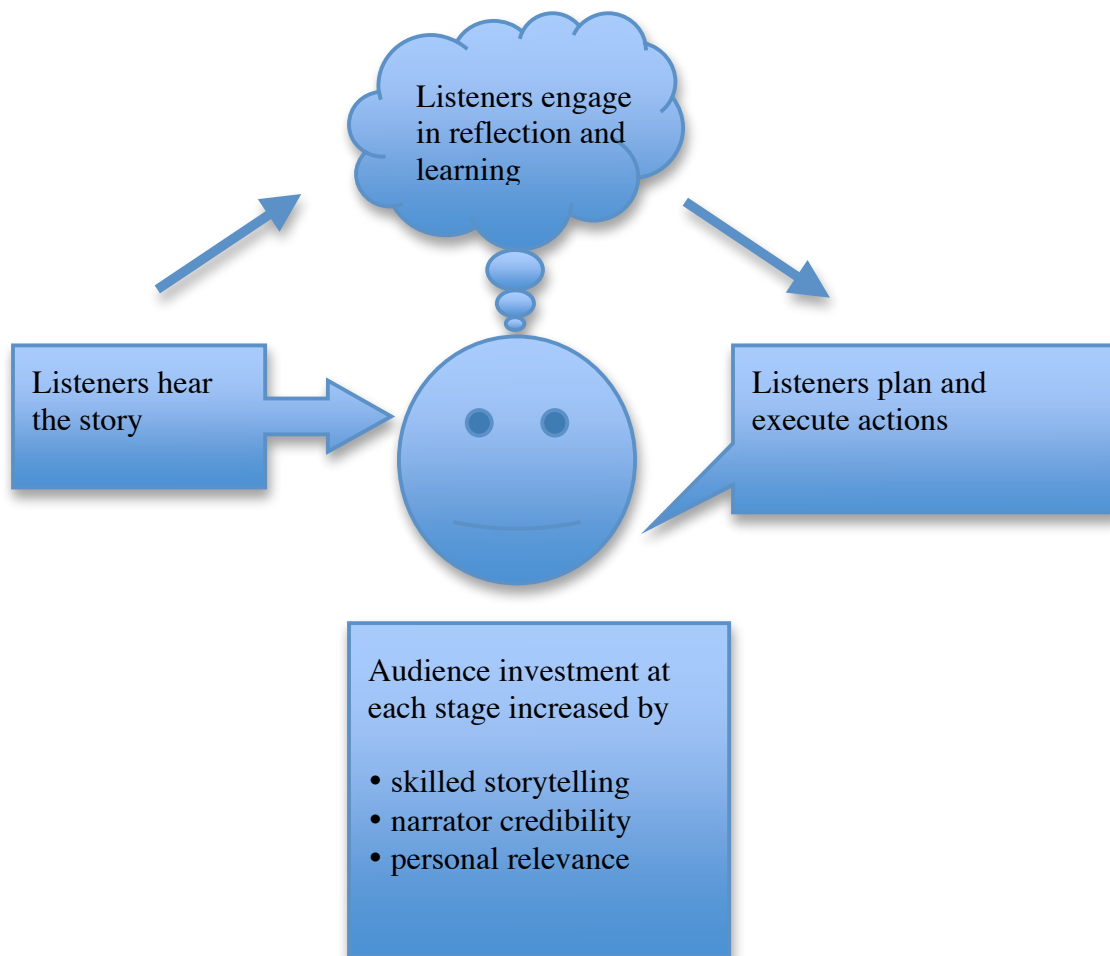 Listeners engage
in reflection and
learning
Listeners hear
the story
Listeners plan and
execute actions
Audience investment at
each stage increased by
• skilled storytelling
• narrator credibility
• personal relevance